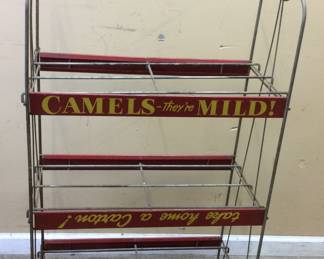 CAMELS - they're MILD!
take home a Carton!